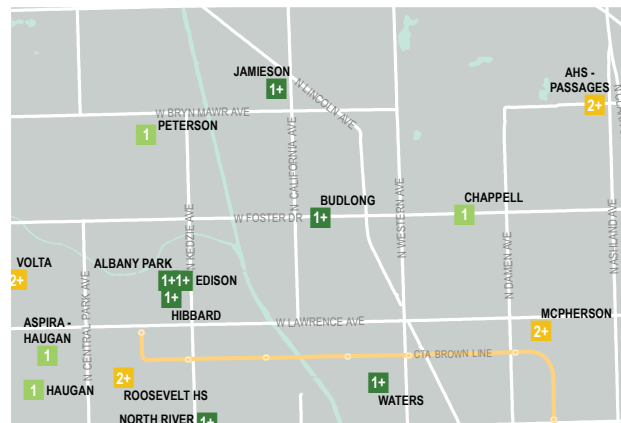 JAMIESON
1+
AHS -
PASSAGES
2+
N LINCOLN AVE
W BRYN MAWR AVE
1
PETERSON
N CALIFORNIA AVE
BUDLONG
1+
CHAPPELL
1
W FOSTER DR
N KEDZIE AVE
N WESTERN AVE
N DAMEN AVE
N ASHLAND AVE
VOLTA
2+
ALBANY PARK
1+
1+
EDISON
1+
HIBBARD
N CENTRAL PARK AVE
W LAWRENCE AVE
MCPHERSON
2+
ASPIRA -
HAUGAN
1
CTA BROWN LINE
1
HAUGAN
2+
ROOSEVELT HS
1+
WATERS
NORTH RIVER
1+